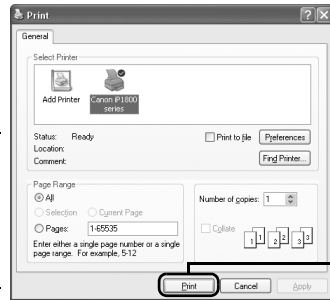 Print
General
Select Printer
Add Printer
Canon iP1800
series
Status: Ready
Location:
Comment:
Print to file
Preferences
Find Printer...
Page Range
All
Selection
Current Page
Pages: 1-65535
Enter either a single page number or a single
page range. For example, 5-12
Number of copies: 1
Collate
1 1 2 2 3 3
Print
Cancel
Apply